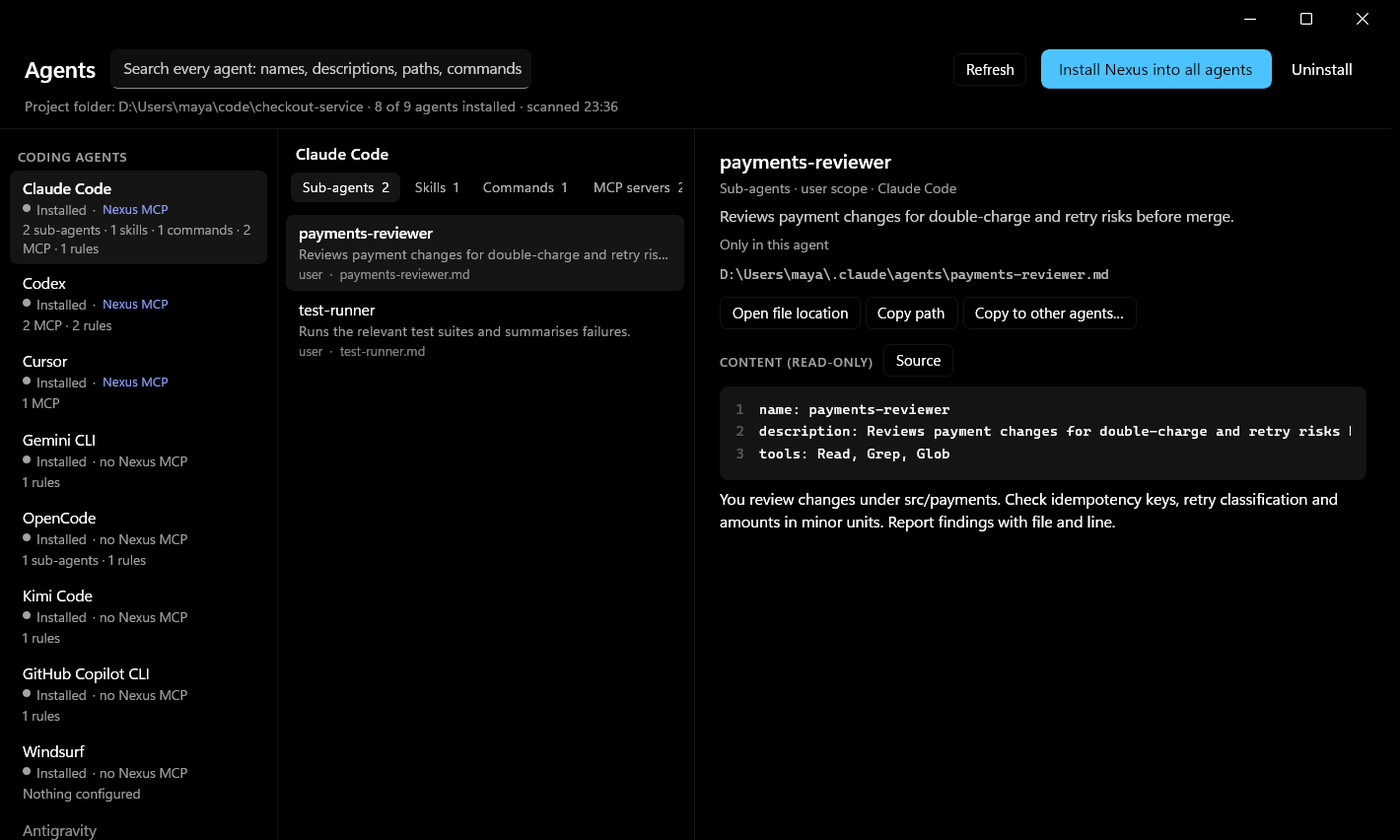 Agents
Search every agent: names, descriptions, paths, commands
Refresh
Install Nexus into all agents
Uninstall
Project folder: D:\Users\maya\code\checkout-service · 8 of 9 agents installed · scanned 23:36
CODING AGENTS
Claude Code
Installed · Nexus MCP
2 sub-agents · 1 skills · 1 commands · 2
MCP · 1 rules
Codex
Installed · Nexus MCP
2 MCP · 2 rules
Cursor
Installed · Nexus MCP
1 MCP
Gemini CLI
Installed · no Nexus MCP
1 rules
OpenCode
Installed · no Nexus MCP
1 sub-agents · 1 rules
Kimi Code
Installed · no Nexus MCP
1 rules
GitHub Copilot CLI
Installed · no Nexus MCP
1 rules
Windsurf
Installed · no Nexus MCP
Nothing configured
Antigravity
Claude Code
Sub-agents 2
Skills 1
Commands 1
MCP servers 2
payments-reviewer
Reviews payment changes for double-charge and retry ris...
user · payments-reviewer.md
test-runner
Runs the relevant test suites and summarises failures.
user · test-runner.md
payments-reviewer
Sub-agents · user scope · Claude Code
Reviews payment changes for double-charge and retry risks before merge.
Only in this agent
D:\Users\maya\.claude\agents\payments-reviewer.md
Open file location
Copy path
Copy to other agents...
CONTENT (READ-ONLY)
Source
1 name: payments-reviewer
2 description: Reviews payment changes for double-charge and retry risks
3 tools: Read, Grep, Glob
You review changes under src/payments. Check idempotency keys, retry classification and
amounts in minor units. Report findings with file and line.